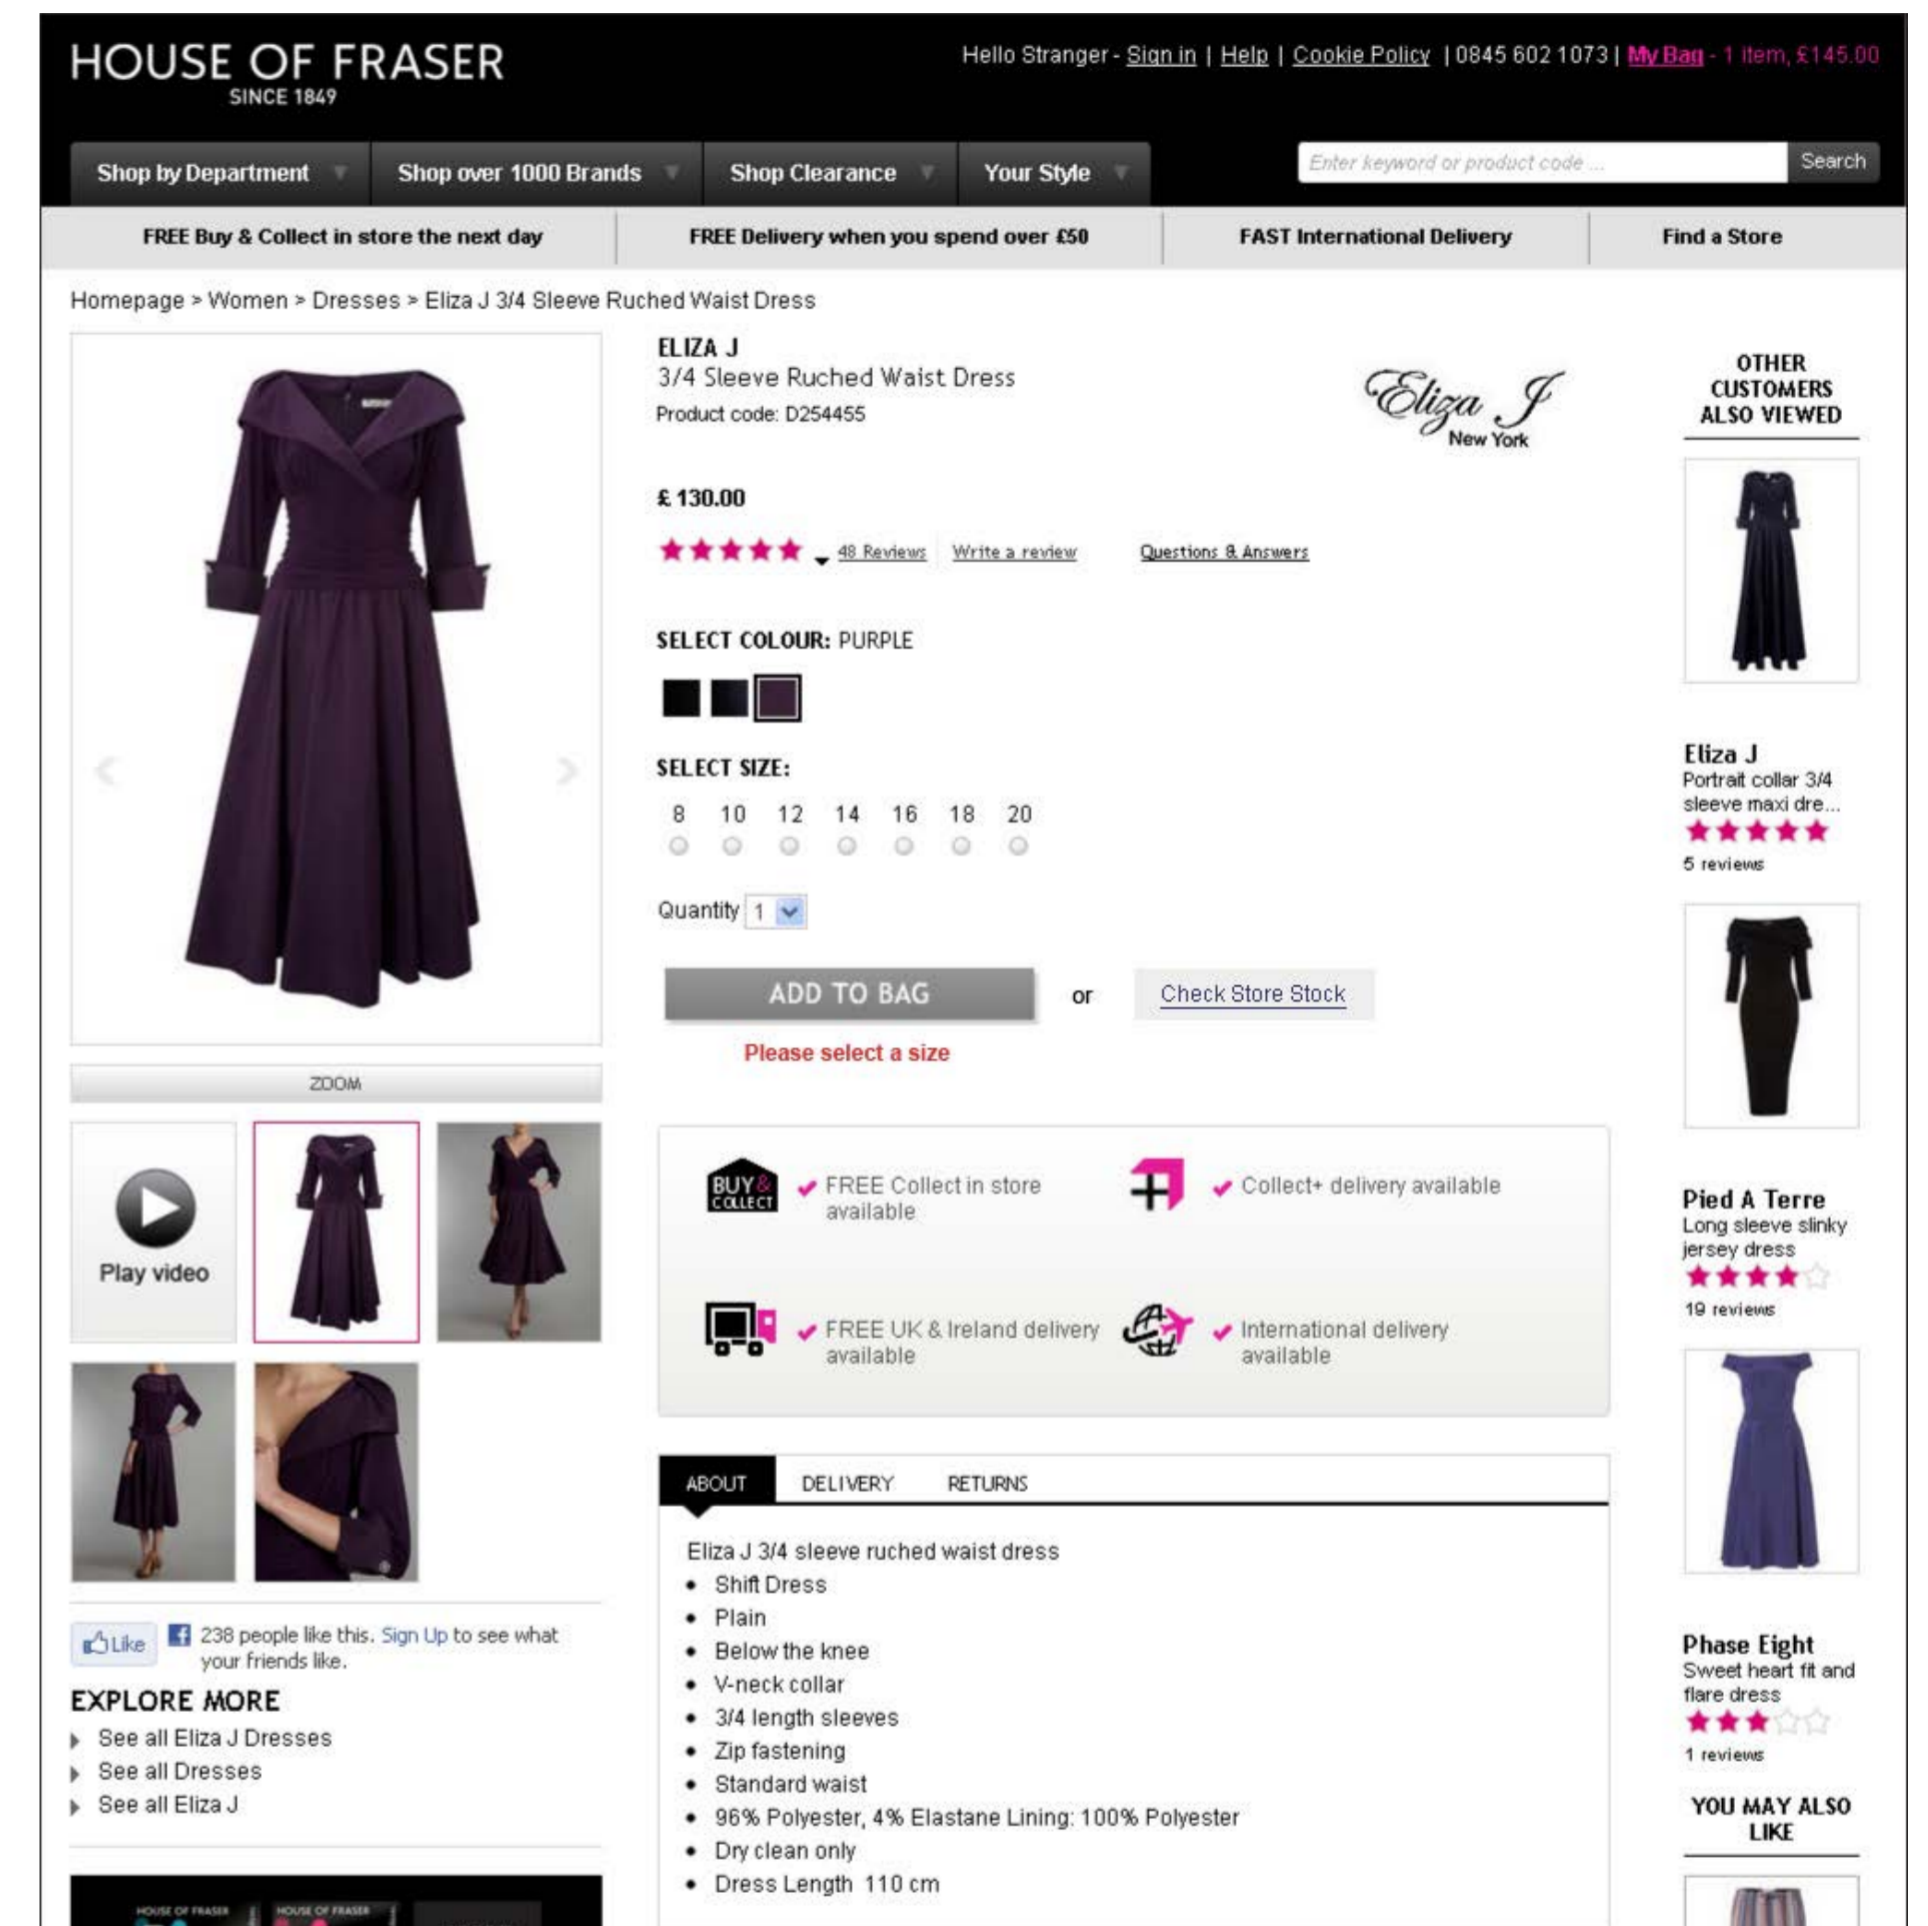 HOUSE OF FRASER
SINCE 1849
Hello Stranger - Sign in | Help | Cookie Policy | 0845 602 1073 | My Bag - 1 item, £145.00
Shop by Department
Shop over 1000 Brands
Shop Clearance
Your Style
Enter keyword or product code ...
Search
FREE Buy & Collect in store the next day
FREE Delivery when you spend over £50
FAST International Delivery
Find a Store
Homepage > Women > Dresses > Eliza J 3/4 Sleeve Ruched Waist Dress
ELIZA J
3/4 Sleeve Ruched Waist Dress
Product code: D254455
Eliza J
New York
£ 130.00
48 Reviews
Write a review
Questions & Answers
SELECT COLOUR: PURPLE
SELECT SIZE:
8 10 12 14 16 18 20
Quantity 1
ADD TO BAG
or
Check Store Stock
Please select a size
ZOOM
Play video
BUY& COLLECT
FREE Collect in store
available
Collect+ delivery available
FREE UK & Ireland delivery
available
International delivery
available
Like
238 people like this. Sign Up to see what
your friends like.
EXPLORE MORE
See all Eliza J Dresses
See all Dresses
See all Eliza J
HOUSE OF FRASER
HOUSE OF FRASER
ABOUT
DELIVERY
RETURNS
Eliza J 3/4 sleeve ruched waist dress
• Shift Dress
• Plain
• Below the knee
• V-neck collar
• 3/4 length sleeves
• Zip fastening
• Standard waist
• 96% Polyester, 4% Elastane Lining: 100% Polyester
• Dry clean only
• Dress Length 110 cm
OTHER
CUSTOMERS
ALSO VIEWED
Eliza J
Portrait collar 3/4
sleeve maxi dre...
5 reviews
Pied A Terre
Long sleeve slinky
jersey dress
19 reviews
Phase Eight
Sweet heart fit and
flare dress
1 reviews
YOU MAY ALSO
LIKE